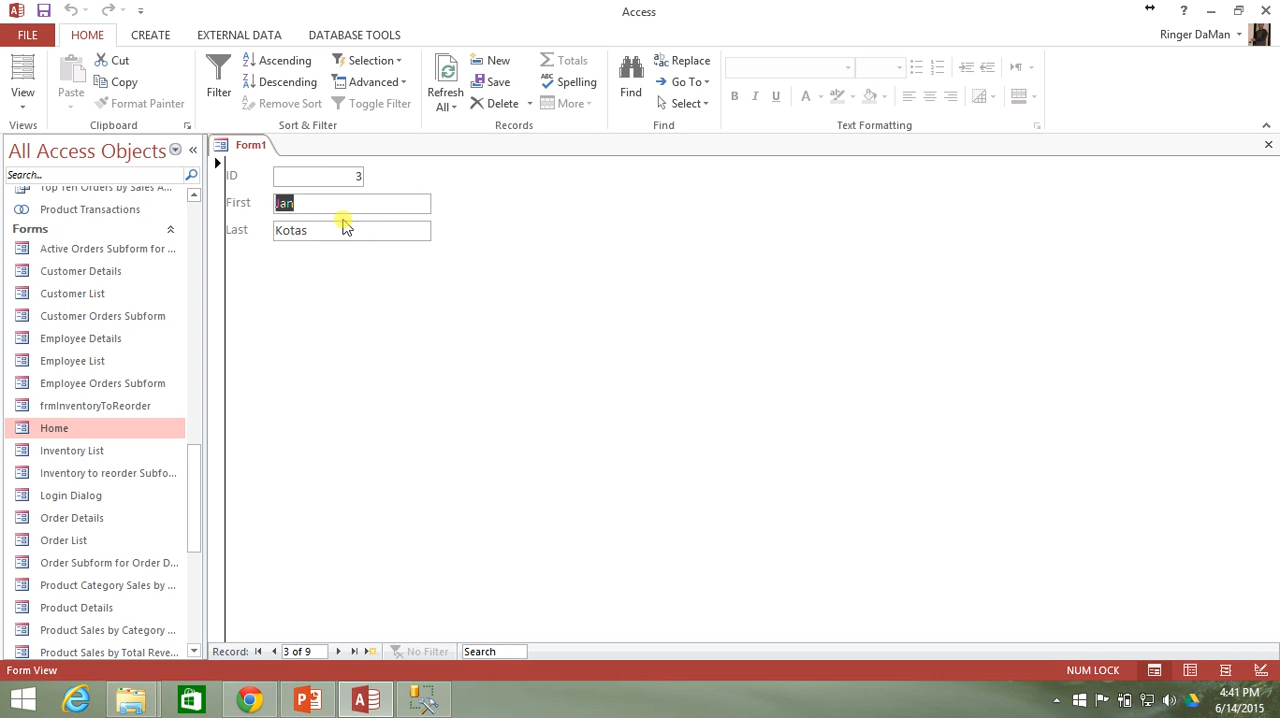 Access
FILE HOME CREATE EXTERNAL DATA DATABASE TOOLS Ringer DaMan
View
Views
Paste
Cut
Copy
Format Painter
Clipboard
Filter
Ascending
Descending
Remove Sort
Selection
Advanced
Toggle Filter
Sort & Filter
Refresh
All
New
Save
Delete
Totals
Spelling
More
Records
Find
Replace
Go To
Select
Find
B I U A
Text Formatting
All Access Objects
Search...
Top Ten Orders by Sales A...
Product Transactions
Forms
Active Orders Subform for ...
Customer Details
Customer List
Customer Orders Subform
Employee Details
Employee List
Employee Orders Subform
frmInventoryToReorder
Home
Inventory List
Inventory to reorder Subfo...
Login Dialog
Order Details
Order List
Order Subform for Order D...
Product Category Sales by ...
Product Details
Product Sales by Category
Product Sales by Total Reve...
Form1
ID 3
First Jan
Last Kotas
Record: 3 of 9 No Filter Search
Form View NUM LOCK
4:41 PM
6/14/2015